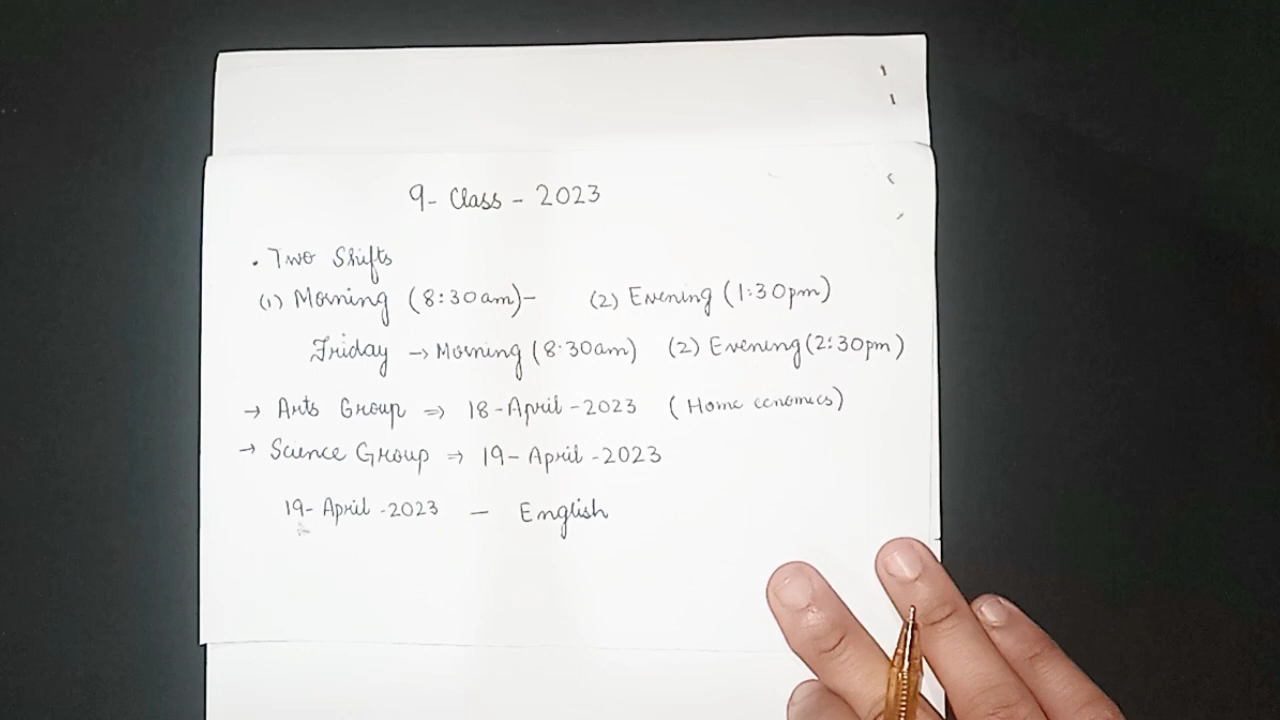 9- Class - 2023
. Two Shifts
(1) Morning (8:30am)- (2) Evening (1:30pm)
Friday → Morning (8:30am) (2) Evening (2:30pm)
→ Arts Group ⇒ 18-April-2023 (Home cenomics)
→ Science Group ⇒ 19- April -2023
19- April -2023 - English